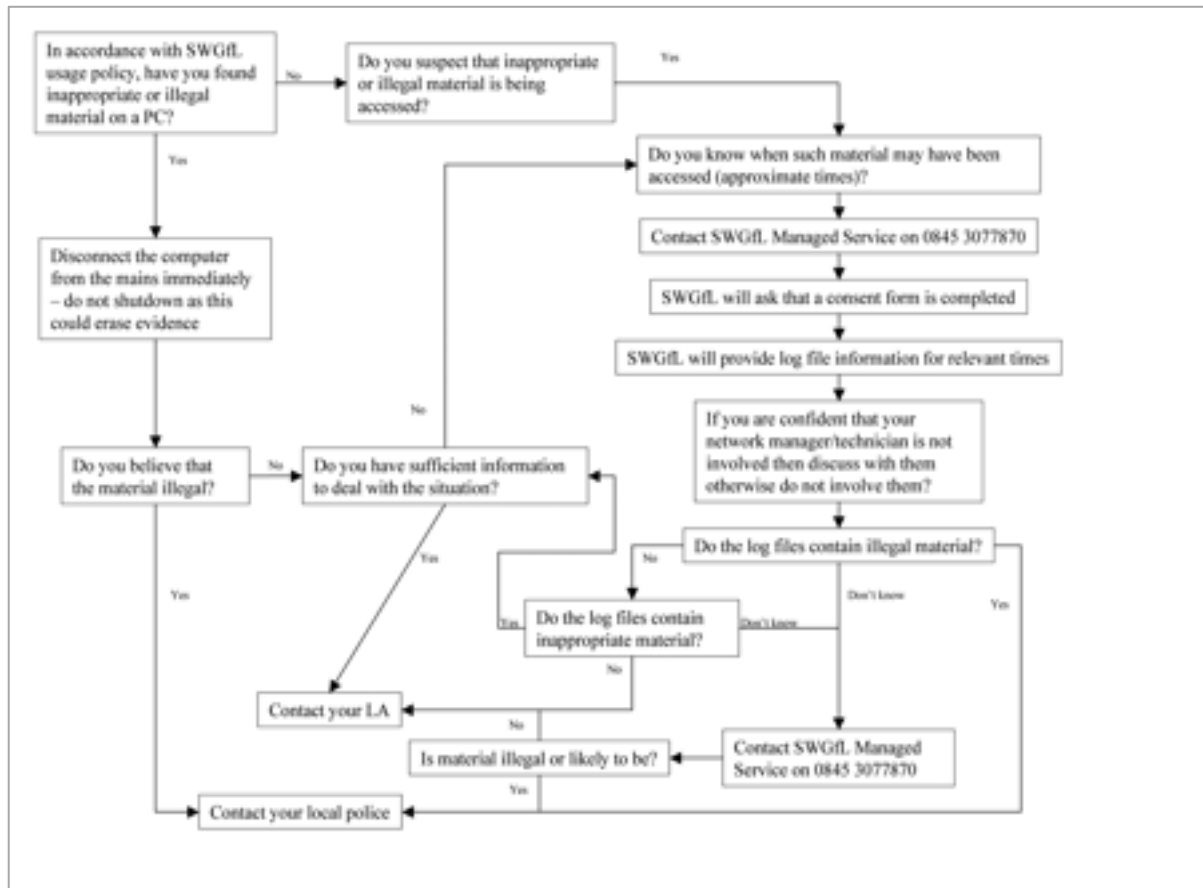 In accordance with SWGfL
usage policy, have you found
inappropriate or illegal
material on a PC?
No
Do you suspect that inappropriate
or illegal material is being
accessed?
Yes
Yes
Do you know when such material may have been
accessed (approximate times)?
Contact SWGfL Managed Service on 0845 3077870
Disconnect the computer
from the mains immediately
– do not shutdown as this
could erase evidence
SWGfL will ask that a consent form is completed
SWGfL will provide log file information for relevant times
No
If you are confident that your
network manager/technician is not
involved then discuss with them
otherwise do not involve them?
Do you believe that
the material illegal?
No
Do you have sufficient information
to deal with the situation?
Do the log files contain illegal material?
Yes
No
Yes
Don't know
Yes
Do the log files contain
inappropriate material?
Yes
Don't know
No
Contact your LA
No
Is material illegal or likely to be?
Contact SWGfL Managed
Service on 0845 3077870
Yes
Contact your local police